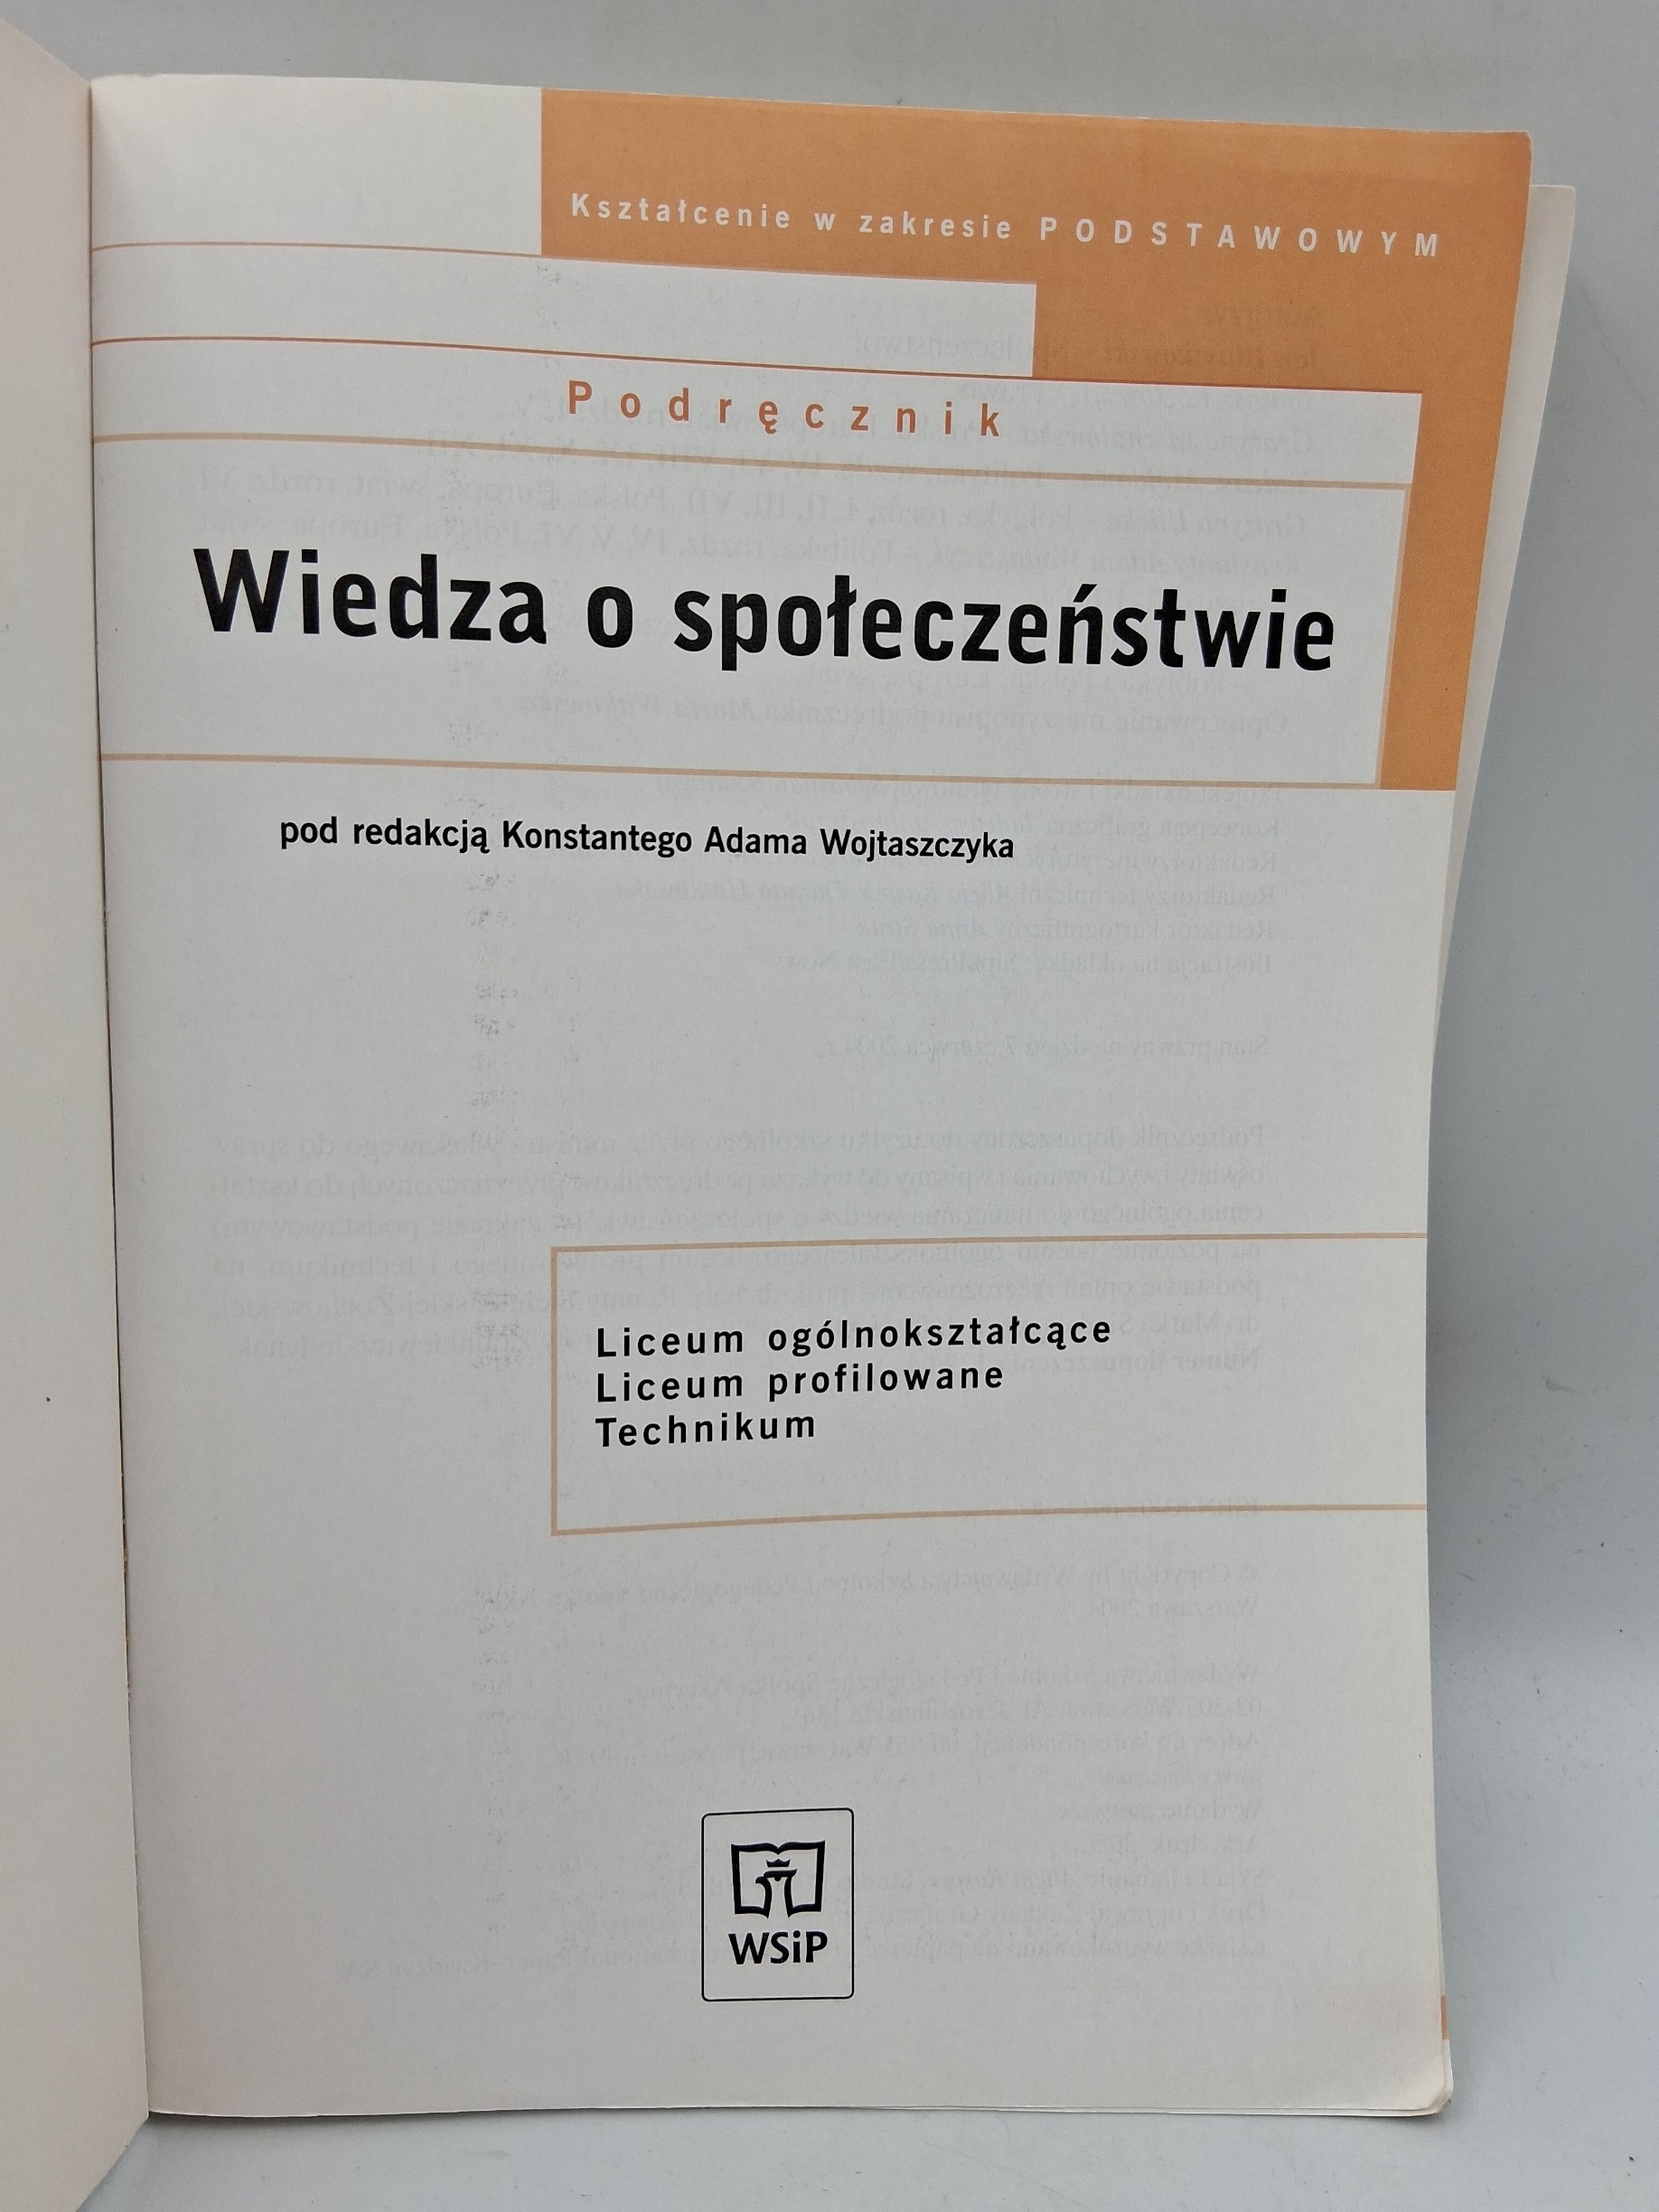 Kształcenie w zakresie PODSTAWOWYM
Podręcznik
Wiedza o społeczeństwie
pod redakcją Konstantego Adama Wojtaszczyka
Liceum ogólnokształcące
Liceum profilowane
Technikum
WSiP